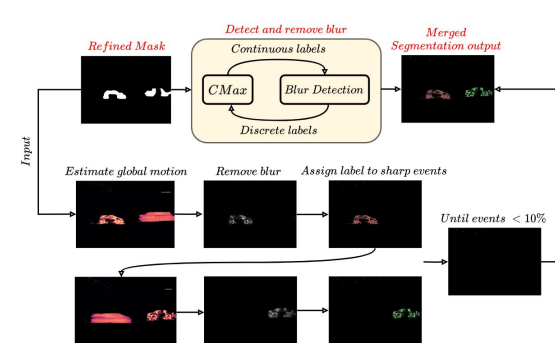 Detect and remove blur
Refined Mask
Continuous labels
CMax
Blur Detection
Discrete labels
Merged
Segmentation output
Input
Estimate global motion
Remove blur
Assign label to sharp events
Until events < 10%